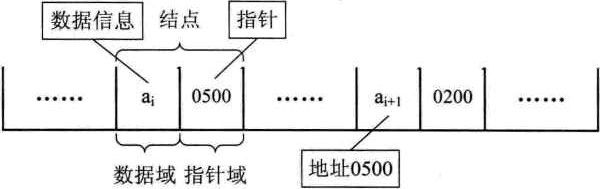 数据信息 结点 指针
…… aᵢ 0500 …… aᵢ₊₁ 0200 ……
数据域 指针域 地址0500